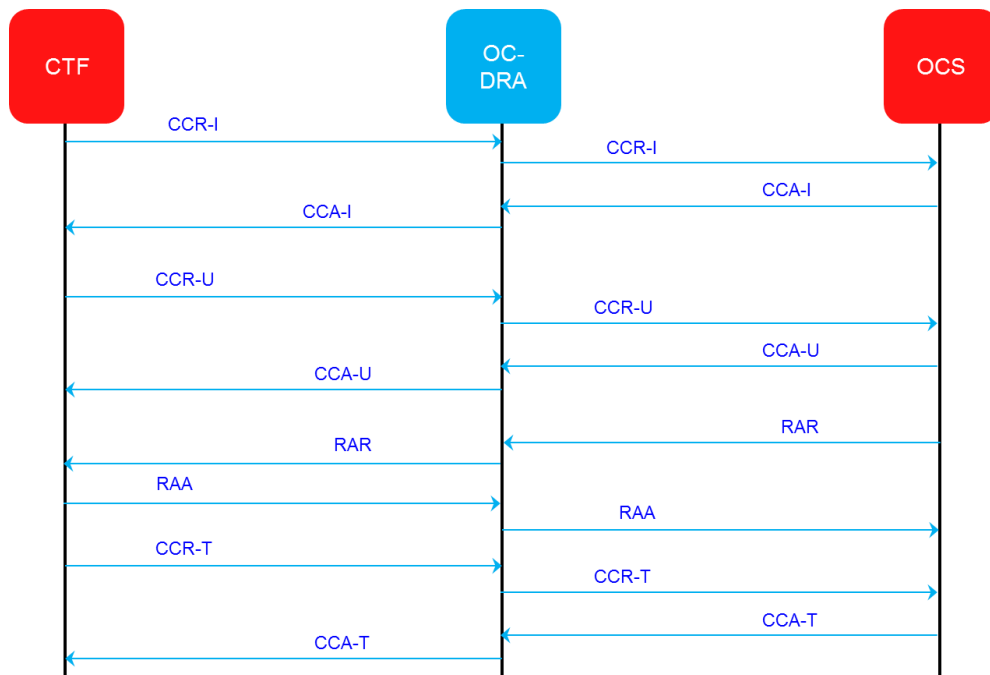 CTF
OC-
DRA
OCS
CCR-I
CCR-I
CCA-I
CCA-I
CCR-U
CCR-U
CCA-U
CCA-U
RAR
RAR
RAA
RAA
CCR-T
CCR-T
CCA-T
CCA-T